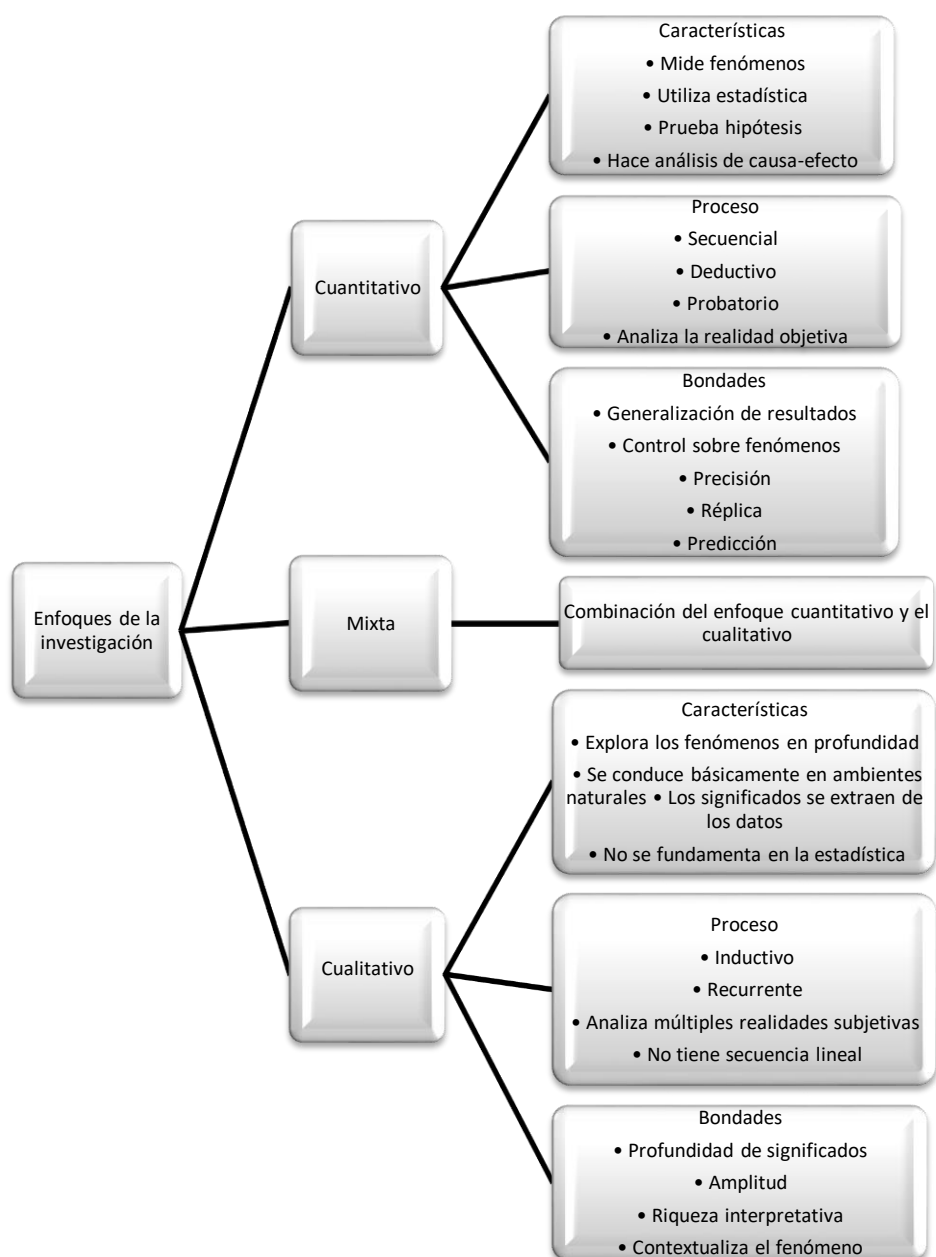 Características
• Mide fenómenos
• Utiliza estadística
• Prueba hipótesis
• Hace análisis de causa-efecto
Proceso
• Secuencial
• Deductivo
• Probatorio
• Analiza la realidad objetiva
Cuantitativo
Bondades
• Generalización de resultados
• Control sobre fenómenos
• Precisión
• Réplica
• Predicción
Enfoques de la
investigación
Mixta
Combinación del enfoque cuantitativo y el
cualitativo
Características
• Explora los fenómenos en profundidad
• Se conduce básicamente en ambientes
naturales • Los significados se extraen de
los datos
• No se fundamenta en la estadística
Cualitativo
Proceso
• Inductivo
• Recurrente
• Analiza múltiples realidades subjetivas
• No tiene secuencia lineal
Bondades
• Profundidad de significados
• Amplitud
• Riqueza interpretativa
• Contextualiza el fenómeno